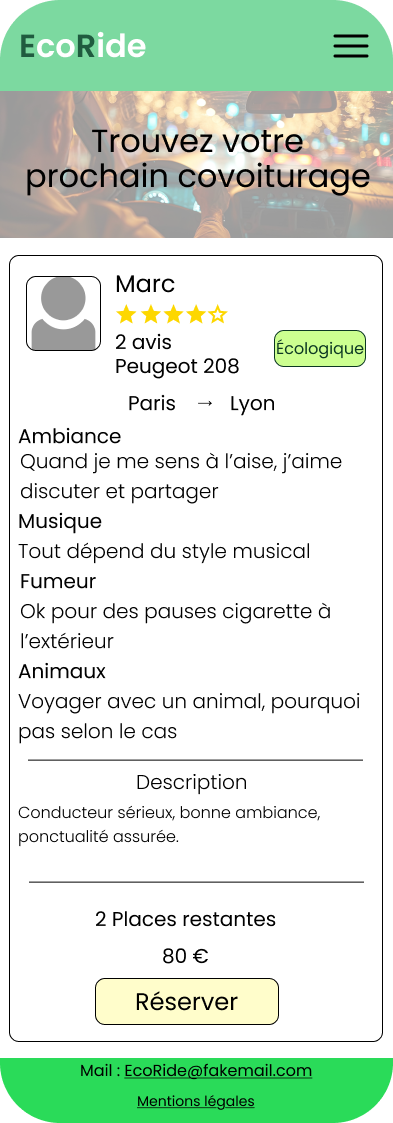 EcoRide
Trouvez votre
prochain covoiturage
Marc
2 avis
Peugeot 208
Écologique
Paris → Lyon
Ambiance
Quand je me sens à l’aise, j’aime
discuter et partager
Musique
Tout dépend du style musical
Fumeur
Ok pour des pauses cigarette à
l’extérieur
Animaux
Voyager avec un animal, pourquoi
pas selon le cas
Description
Conducteur sérieux, bonne ambiance,
ponctualité assurée.
2 Places restantes
80 €
Réserver
Mail : EcoRide@fakemail.com
Mentions légales